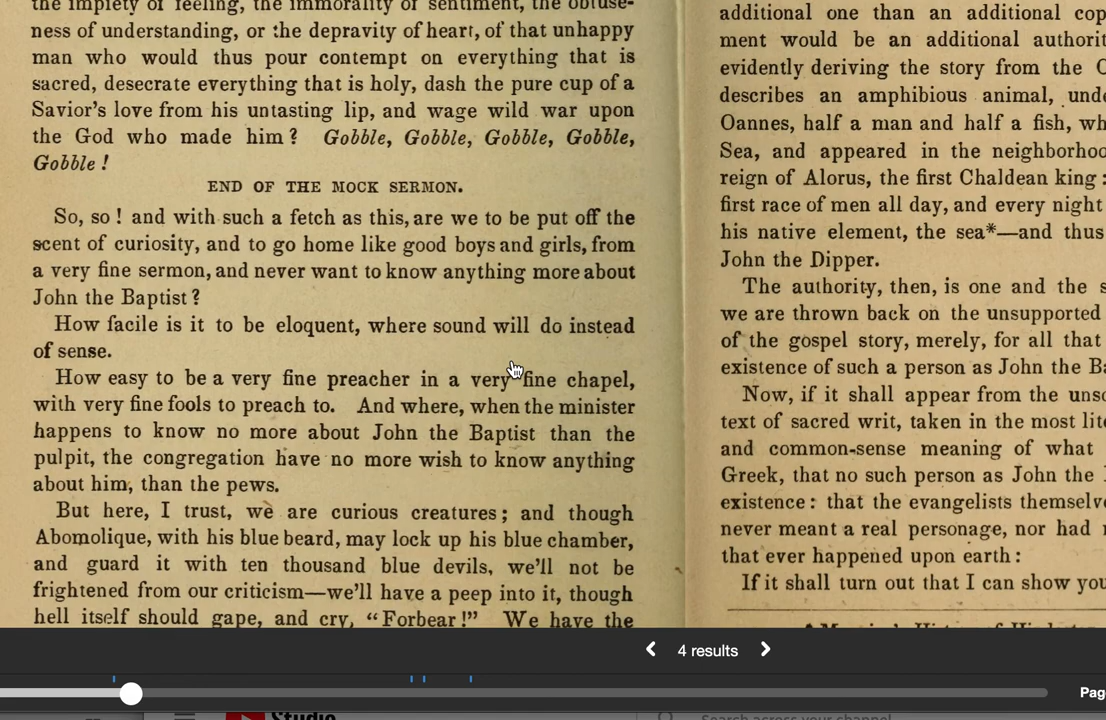 the impiety of feeling, the immorality of sentiment, the obtuse-
ness of understanding, or the depravity of heart, of that unhappy
man who would thus pour contempt on everything that is
sacred, desecrate everything that is holy, dash the pure cup of a
Savior's love from his untasting lip, and wage wild war upon
the God who made him? Gobble, Gobble, Gobble, Gobble,
Gobble!
END OF THE MOCK SERMON.
So, so! and with such a fetch as this, are we to be put off the
scent of curiosity, and to go home like good boys and girls, from
a very fine sermon, and never want to know anything more about
John the Baptist?
How facile is it to be eloquent, where sound will do instead
of sense.
How easy to be a very fine preacher in a very fine chapel,
with very fine fools to preach to. And where, when the minister
happens to know no more about John the Baptist than the
pulpit, the congregation have no more wish to know anything
about him, than the pews.
But here, I trust, we are curious creatures; and though
Abomolique, with his blue beard, may lock up his blue chamber,
and guard it with ten thousand blue devils, we'll not be
frightened from our criticism—we'll have a peep into it, though
hell itself should gape, and cry, "Forbear!" We have the
additional one than an additional cop
ment would be an additional authorit
evidently deriving the story from the C
describes an amphibious animal, unde
Oannes, half a man and half a fish, wh
Sea, and appeared in the neighborhoo
reign of Alorus, the first Chaldean king:
first race of men all day, and every night
his native element, the sea*—and thus
John the Dipper.
The authority, then, is one and the s
we are thrown back on the unsupported
of the gospel story, merely, for all that
existence of such a person as John the Ba
Now, if it shall appear from the unso
text of sacred writ, taken in the most lite
and common-sense meaning of what
Greek, that no such person as John the
existence: that the evangelists themselve
never meant a real personage, nor had
that ever happened upon earth:
If it shall turn out that I can show you
4 results
Pag
Studio
Search across your channel